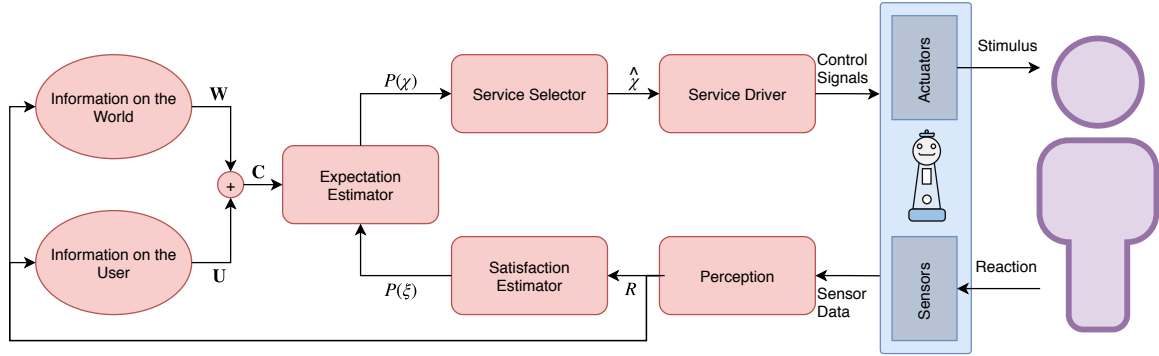 Information on the
World
W
Information on the
User
U
+
C
Expectation
Estimator
P(χ)
Service Selector
^
χ
Service Driver
Control
Signals
Actuators
Stimulus
P(ξ)
Satisfaction
Estimator
R
Perception
Sensor
Data
Sensors
Reaction